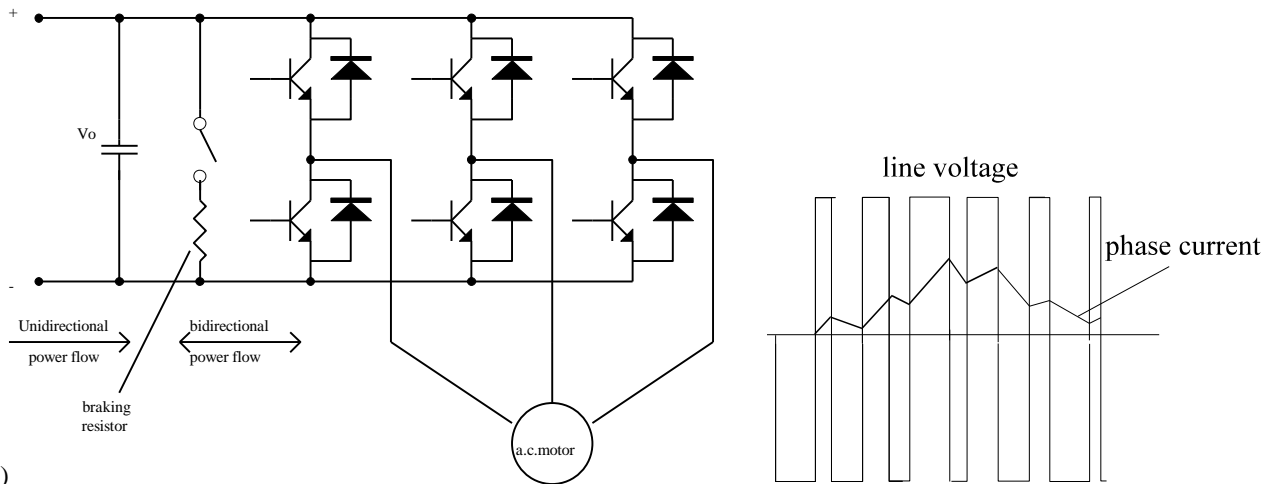 +
Vo
-
Unidirectional
power flow
bidirectional
power flow
braking
resistor
a.c.motor
)
line voltage
phase current